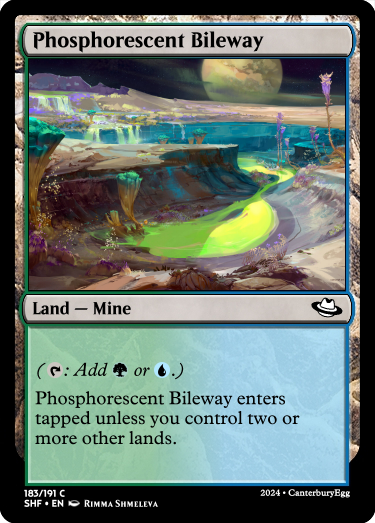 Phosphorescent Bileway
Land — Mine
( : Add or .)
Phosphorescent Bileway enters
tapped unless you control two or
more other lands.
183/191 C
SHF • EN RIMMA SHMELEVA
2024 • CanterburyEgg